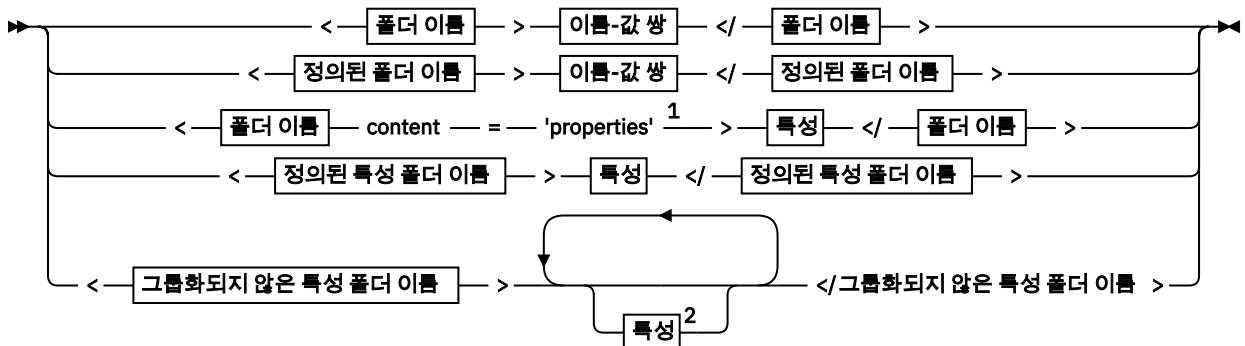 < 폴더 이름 > 이름-값 쌍 </ 폴더 이름 >
< 정의된 폴더 이름 > 이름-값 쌍 </ 정의된 폴더 이름 >
< 폴더 이름 content = 'properties' 1 > 특성 </ 폴더 이름 >
< 정의된 특성 폴더 이름 > 특성 </ 정의된 특성 폴더 이름 >
< 그룹화되지 않은 특성 폴더 이름 > </그룹화되지 않은 특성 폴더 이름 >
특성 2